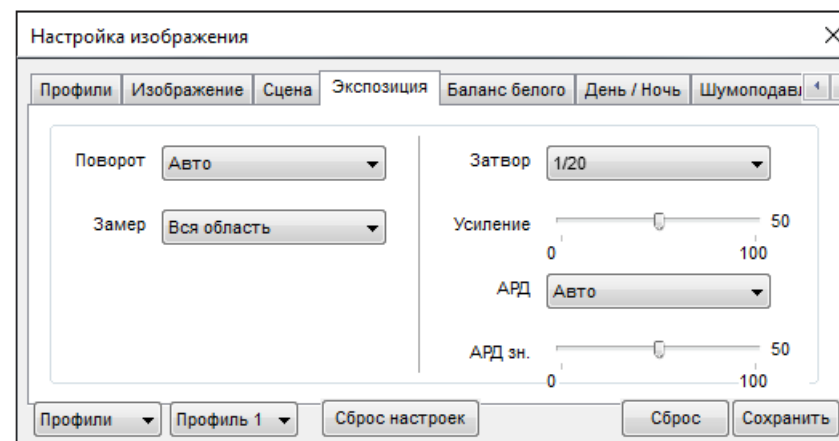 Настройка изображения
Профили Изображение Сцена Экспозиция Баланс белого День / Ночь Шумоподавл
Поворот Авто
Замер Вся область
Затвор 1/20
Усиление 50
0 100
АРД Авто
АРД зн. 50
0 100
Профили Профиль 1 Сброс настроек Сброс Сохранить